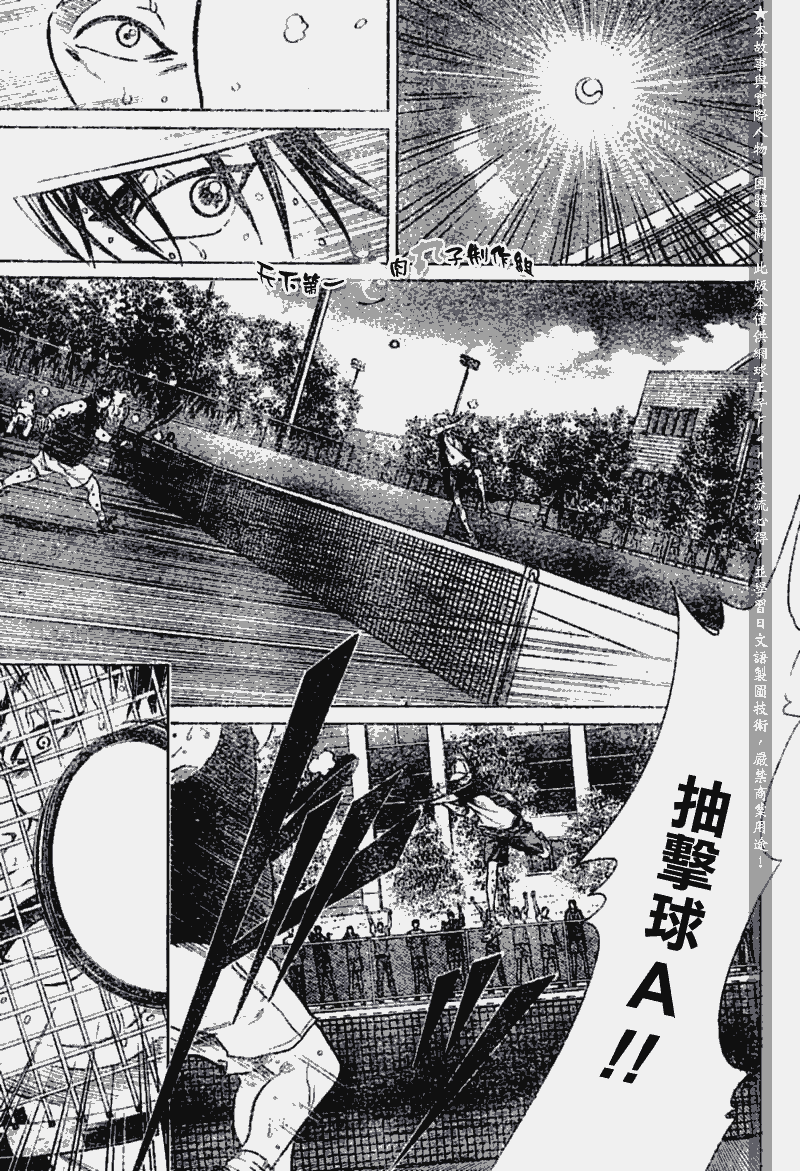 ★本故事與實際人物、團體無關。此版本僅供網球王子Fans交流心得，並學習日文語製圖技術，嚴禁商業用途！
天下第一
肉丸子制作組
抽擊球A!!